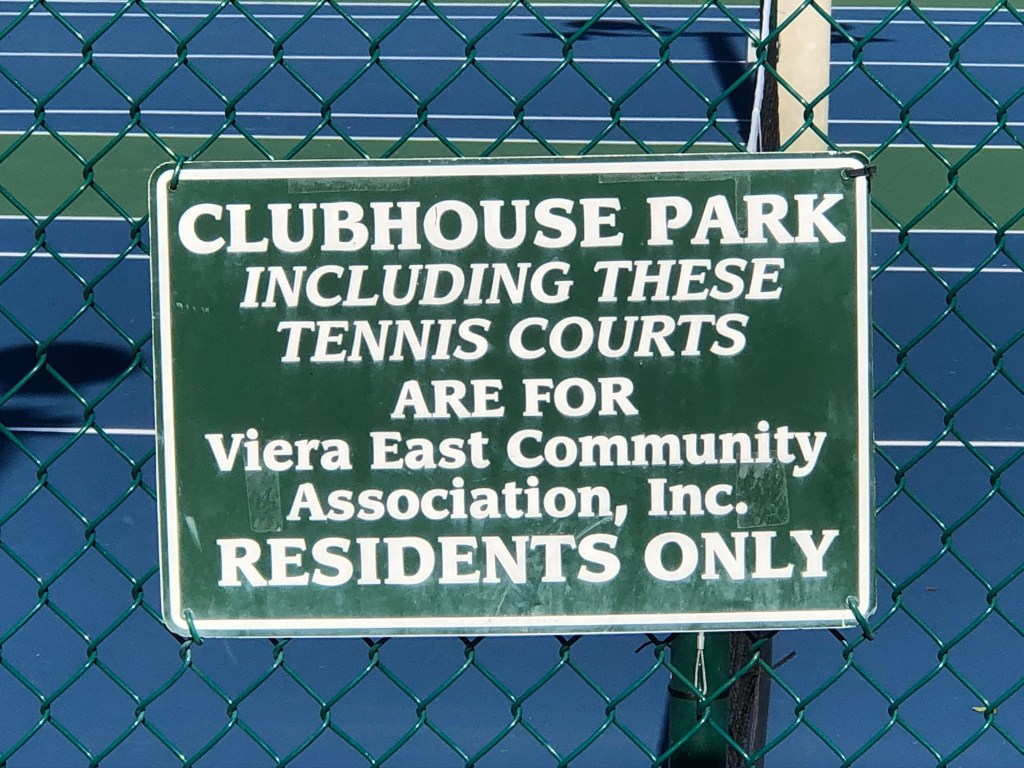 CLUBHOUSE PARK
INCLUDING THESE
TENNIS COURTS
ARE FOR
Viera East Community
Association, Inc.
RESIDENTS ONLY